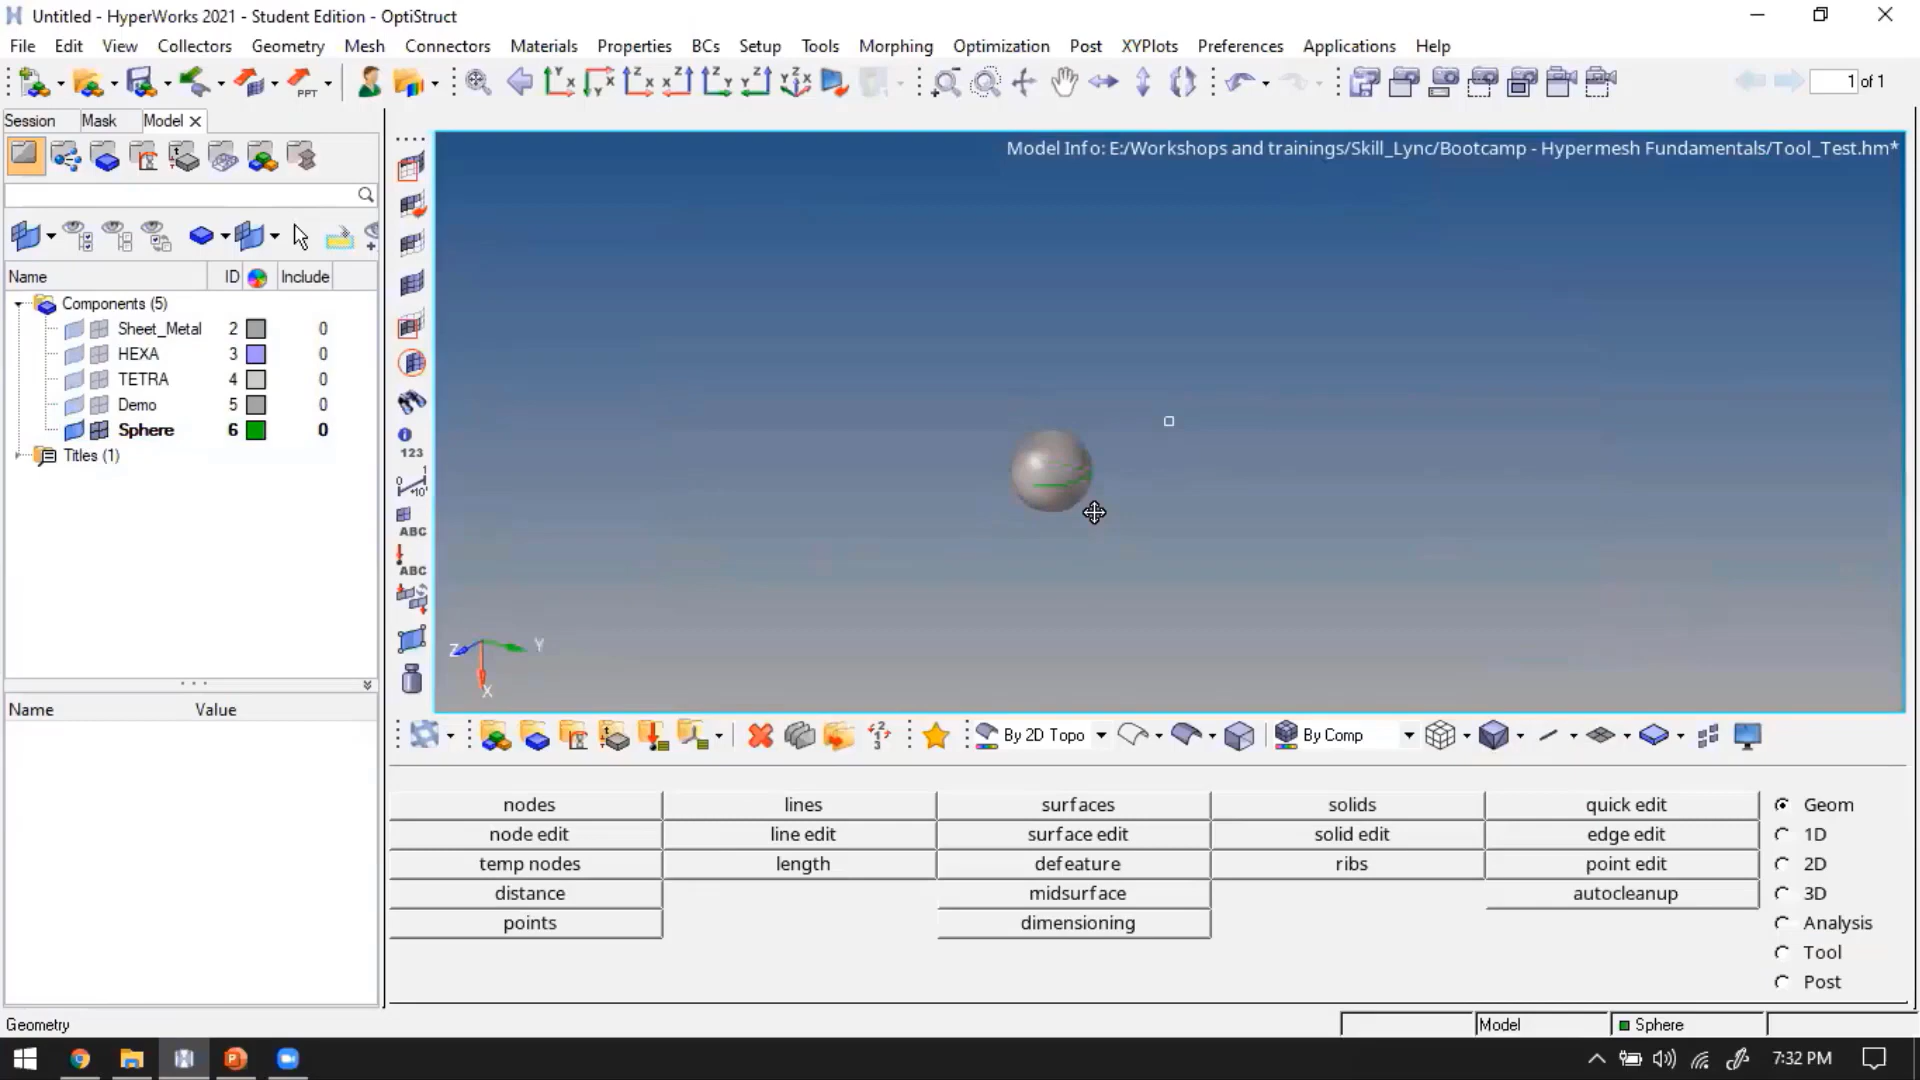 Untitled - HyperWorks 2021 - Student Edition - OptiStruct
File Edit View Collectors Geometry Mesh Connectors Materials Properties BCs Setup Tools Morphing Optimization Post XYPlots Preferences Applications Help
PPT
1 of 1
Session Mask Model
Model Info: E:/Workshops and trainings/Skill_Lync/Bootcamp - Hypermesh Fundamentals/Tool_Test.hm*
Name ID Include
Components (5)
Sheet_Metal 2 0
HEXA 3 0
TETRA 4 0
Demo 5 0
Sphere 6 0
Titles (1)
123
ABC
ABC
Z Y
X
Name Value
By 2D Topo By Comp
nodes lines surfaces solids quick edit Geom
node edit line edit surface edit solid edit edge edit 1D
temp nodes length defeature ribs point edit 2D
distance midsurface autocleanup 3D
points dimensioning Analysis
Tool
Post
Geometry Model Sphere
7:32 PM